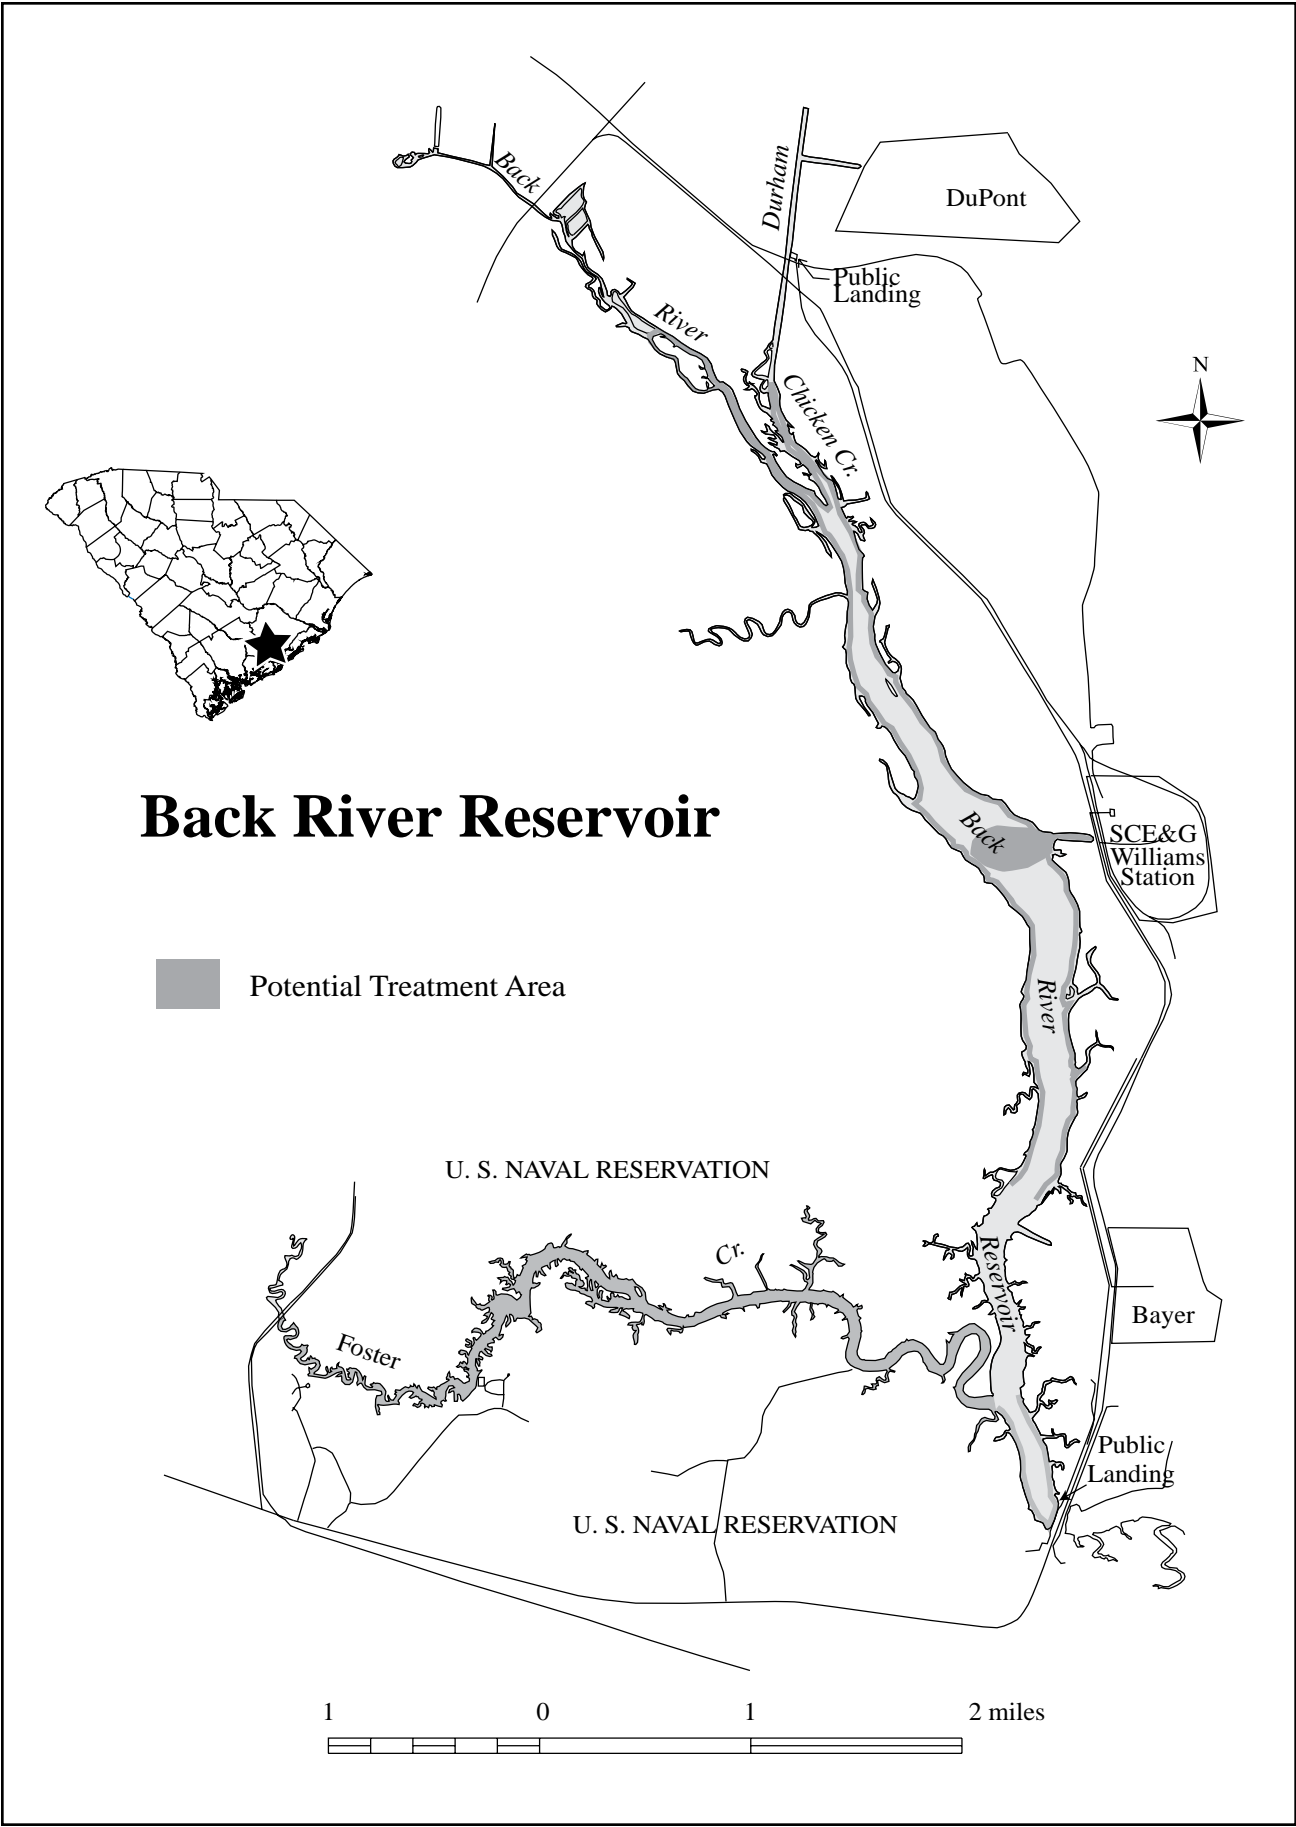 Back
Durham
DuPont
Public
Landing
River
N
Chicken Cr.
Back River Reservoir
Back
SCE&G
Williams
Station
Potential Treatment Area
River
U. S. NAVAL RESERVATION
Cr.
Reservoir
Bayer
Foster
Public
Landing
U. S. NAVAL RESERVATION
1 0 1 2 miles